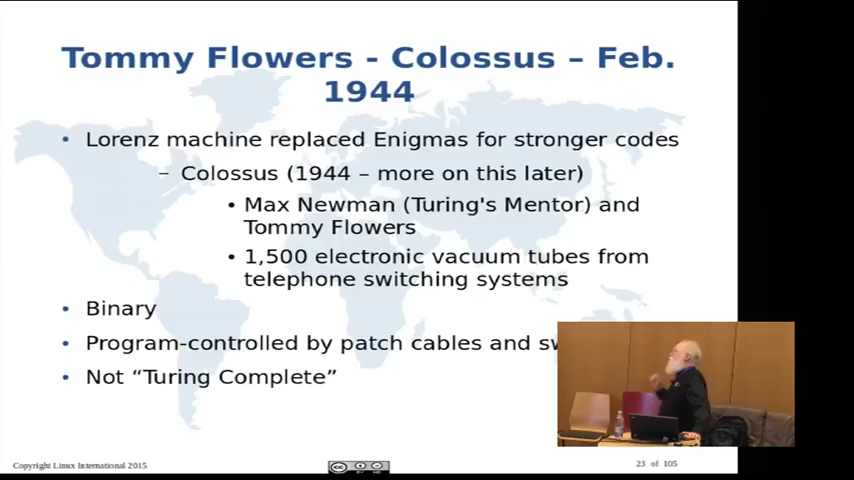 Tommy Flowers - Colossus – Feb.
1944
• Lorenz machine replaced Enigmas for stronger codes
– Colossus (1944 – more on this later)
• Max Newman (Turing's Mentor) and
Tommy Flowers
• 1,500 electronic vacuum tubes from
telephone switching systems
• Binary
• Program-controlled by patch cables and
• Not “Turing Complete”
Copyright Linux International 2015
cc
23 of 105